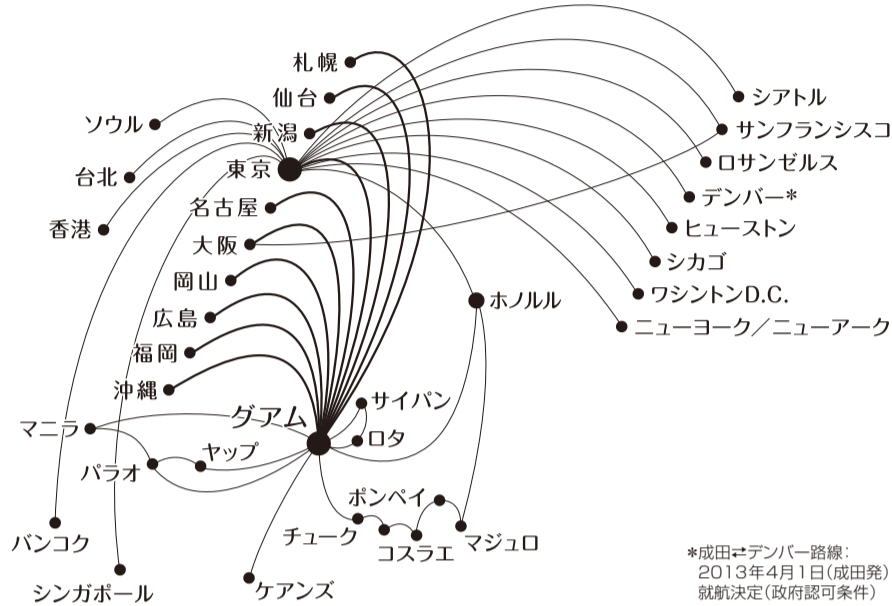 札幌
仙台
新潟
東京
名古屋
大阪
岡山
広島
福岡
沖縄
ソウル
台北
香港
シアトル
サンフランシスコ
ロサンゼルス
デンバー*
ヒューストン
シカゴ
ワシントンD.C.
ニューヨーク/ニューアーク
ホノルル
グアム
サイパン
ロタ
マニラ
ヤップ
パラオ
バンコク
シンガポール
ケアンズ
チューク
ポンペイ
コスラエ
マジュロ
*成田⇄デンバー路線:
2013年4月1日(成田発)
就航決定(政府認可条件)